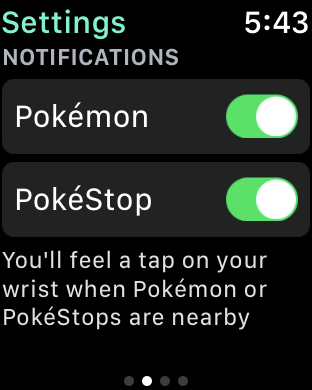 Settings 5:43
NOTIFICATIONS
Pokémon
PokéStop
You'll feel a tap on your
wrist when Pokémon or
PokéStops are nearby